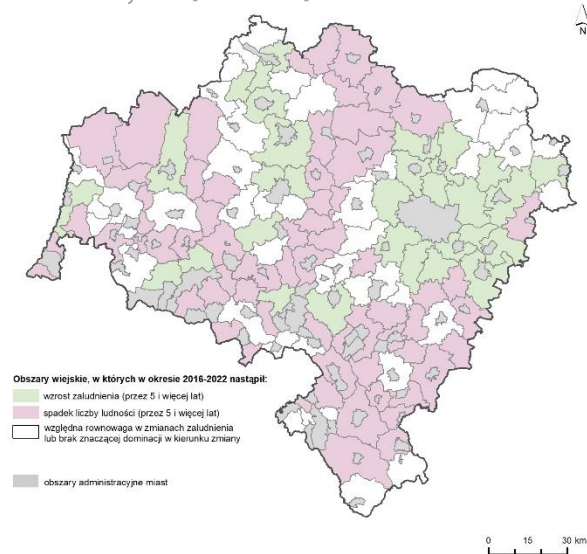 N
Obszary wiejskie, w których w okresie 2016-2022 nastąpił:
wzrost zaludnienia (przez 5 i więcej lat)
spadek liczby ludności (przez 5 i więcej lat)
względna rownowaga w zmianach zaludnienia
lub brak znaczącej dominacji w kierunku zmiany
obszary administracyjne miast
0 15 30 km